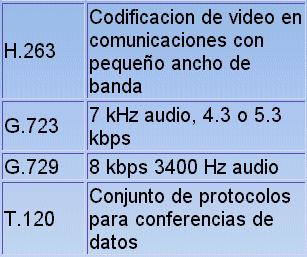 H.263 Codificacion de video en
comunicaciones con
pequeño ancho de
banda
G.723 7 kHz audio, 4.3 o 5.3
kbps
G.729 8 kbps 3400 Hz audio
T.120 Conjunto de protocolos
para conferencias de
datos